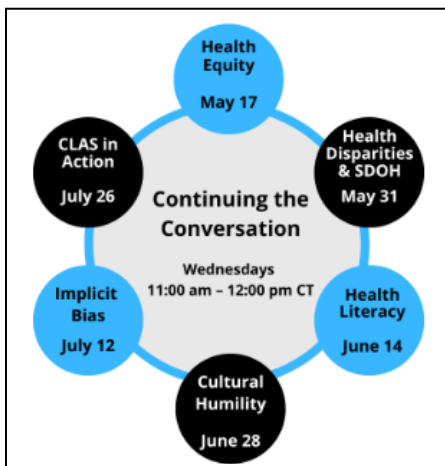 Health
Equity
May 17
Health
Disparities
& SDOH
May 31
Health
Literacy
June 14
Cultural
Humility
June 28
Implicit
Bias
July 12
CLAS in
Action
July 26
Continuing the
Conversation
Wednesdays
11:00 am – 12:00 pm CT